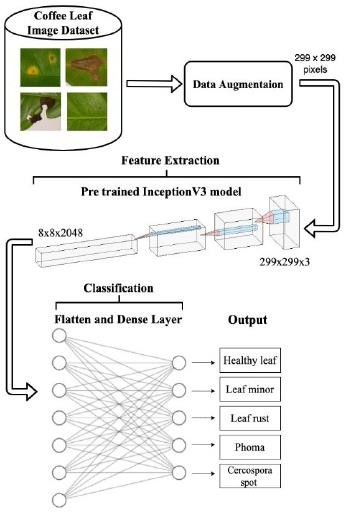 Coffee Leaf
Image Dataset
Data Augmentaion
299 x 299
pixels
Feature Extraction
Pre trained InceptionV3 model
8x8x2048
299x299x3
Classification
Flatten and Dense Layer
Output
Healthy leaf
Leaf minor
Leaf rust
Phoma
Cercospora
spot